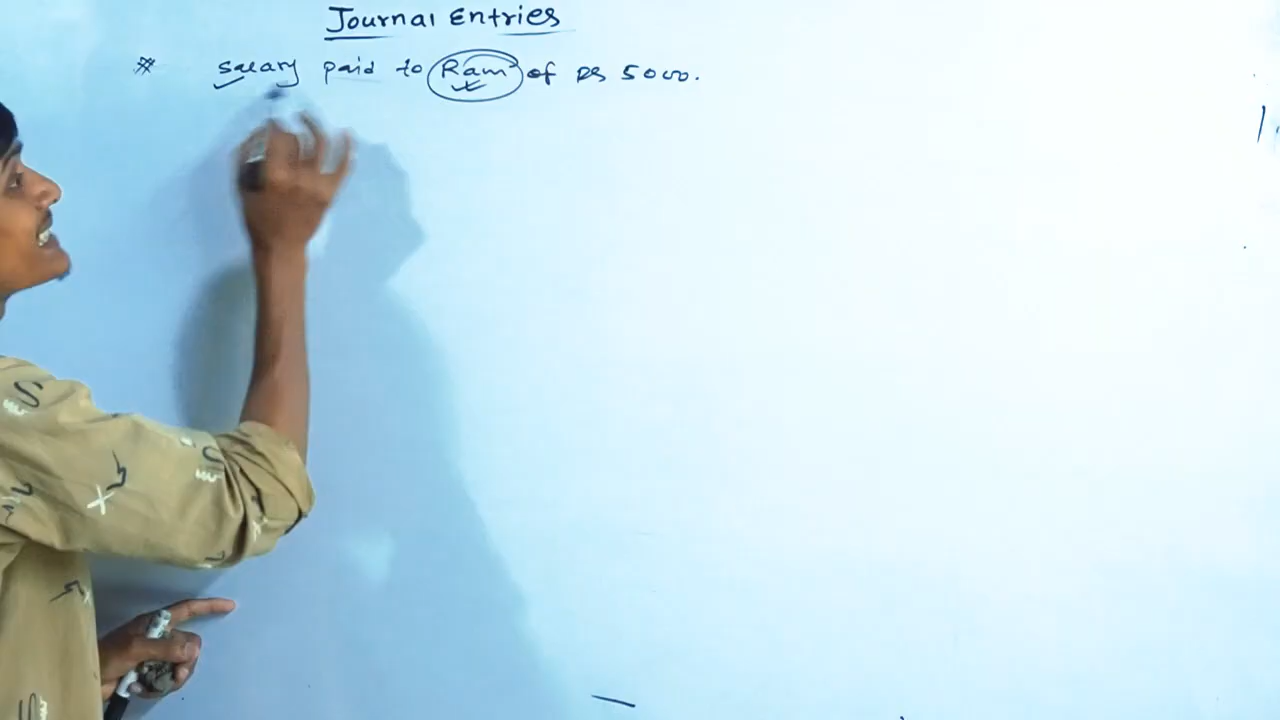 Journal Entries
* Salary paid to Ram of Rs 5000.